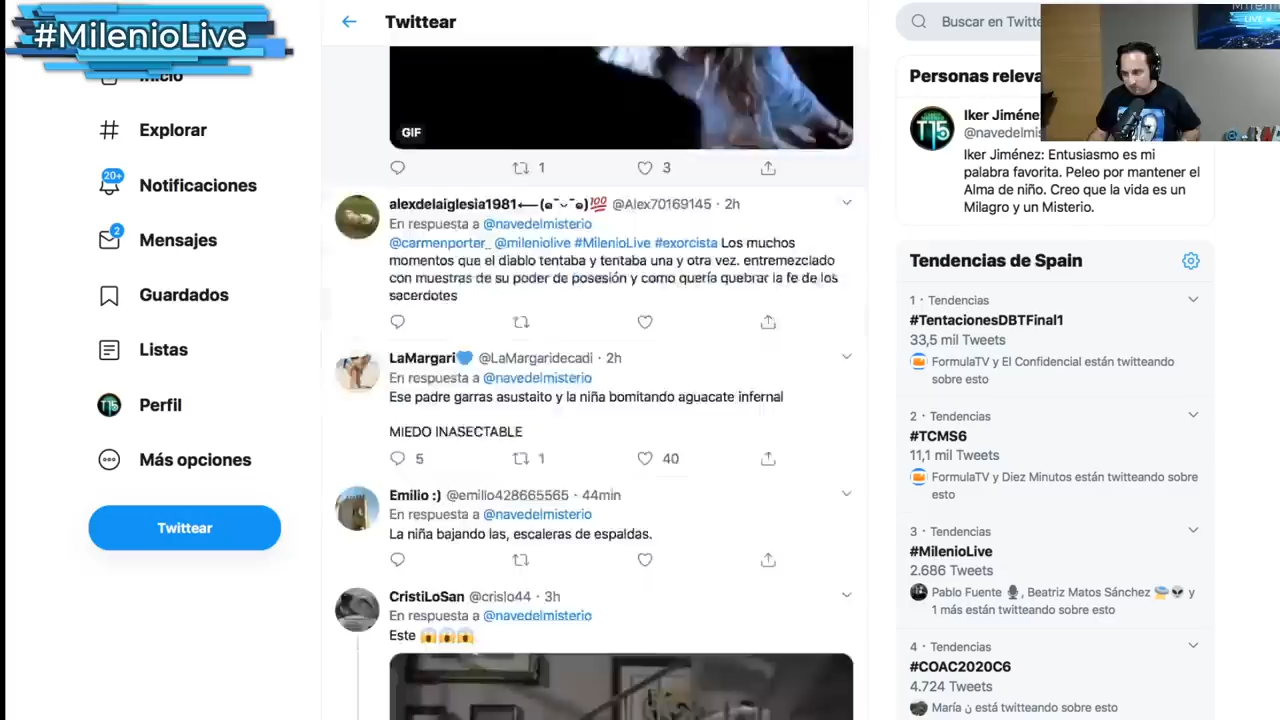 #MilenioLive
Inicio
Explorar
20+
Notificaciones
2
Mensajes
Guardados
Listas
T15
Perfil
Más opciones
Twittear
Twittear
GIF
1
3
alexdelaiglesia1981⟵(๑¯◡¯๑)💯 @Alex70169145 · 2h
En respuesta a @navedelmisterio
@carmenporter_ @mileniolive #MilenioLive #exorcista Los muchos
momentos que el diablo tentaba y tentaba una y otra vez. entremezclado
con muestras de su poder de posesión y como quería quebrar la fe de los
sacerdotes
LaMargari💙 @LaMargaridecadi · 2h
En respuesta a @navedelmisterio
Ese padre garras asustaito y la niña bomitando aguacate infernal
MIEDO INASECTABLE
5
1
40
Emilio :) @emilio428665565 · 44min
En respuesta a @navedelmisterio
La niña bajando las, escaleras de espaldas.
CristiLoSan @crislo44 · 3h
En respuesta a @navedelmisterio
Este 😱😱😱
Buscar en Twitte
LIVE
Personas releva
T15
Iker Jiménez
@navedelmis
Iker Jiménez: Entusiasmo es mi
palabra favorita. Peleo por mantener el
Alma de niño. Creo que la vida es un
Milagro y un Misterio.
Tendencias de Spain
1 · Tendencias
#TentacionesDBTFinal1
33,5 mil Tweets
FormulaTV y El Confidencial están twitteando
sobre esto
2 · Tendencias
#TCMS6
11,1 mil Tweets
FormulaTV y Diez Minutos están twitteando sobre
esto
3 · Tendencias
#MilenioLive
2.686 Tweets
Pablo Fuente 🎙, Beatriz Matos Sánchez 🛸👽 y
1 más están twitteando sobre esto
4 · Tendencias
#COAC2020C6
4.724 Tweets
María ن está twitteando sobre esto